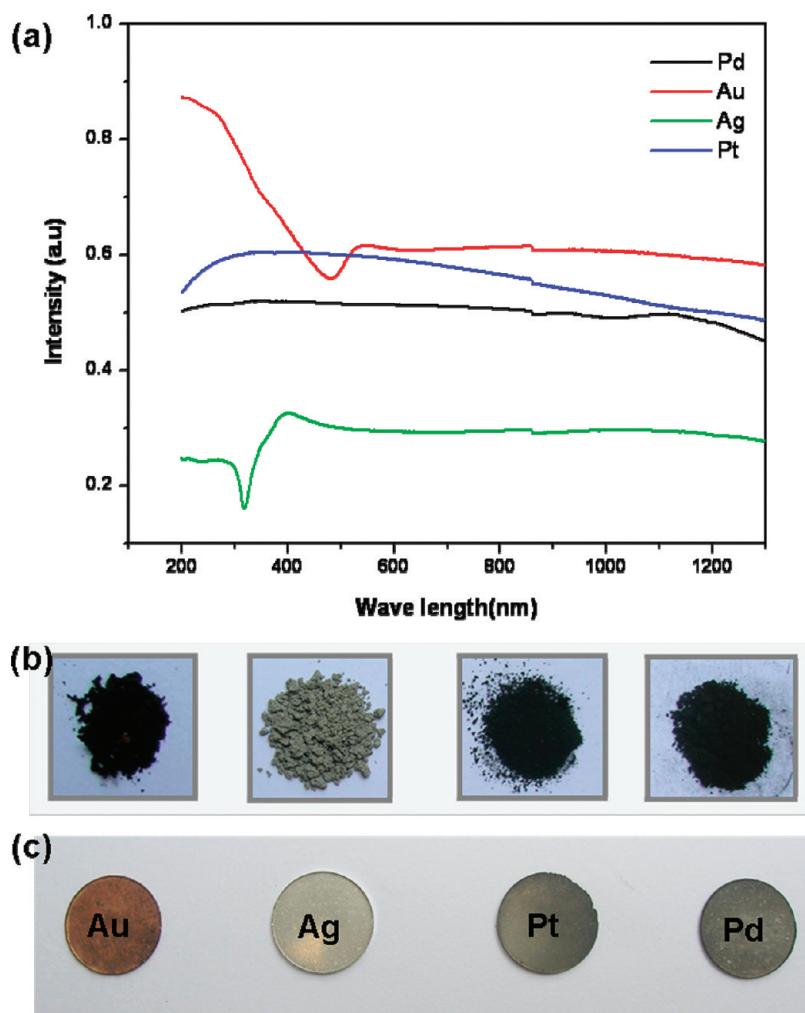 (a)
1.0
0.8
0.6
0.4
0.2
Intensity (a.u)
Pd
Au
Ag
Pt
200 400 600 800 1000 1200
Wave length(nm)
(b)
(c)
Au Ag Pt Pd